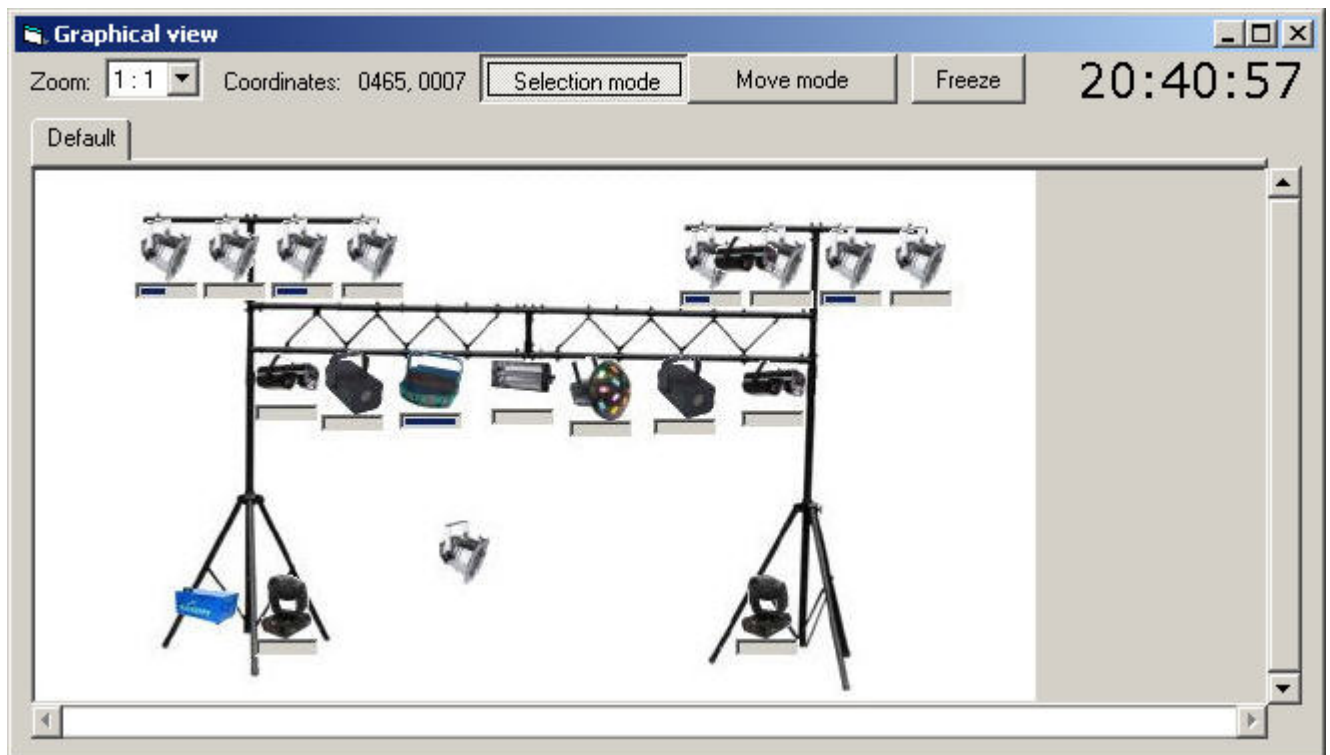 Graphical view
Zoom: 1 : 1 Coordinates: 0465, 0007 Selection mode Move mode Freeze 20:40:57
Default